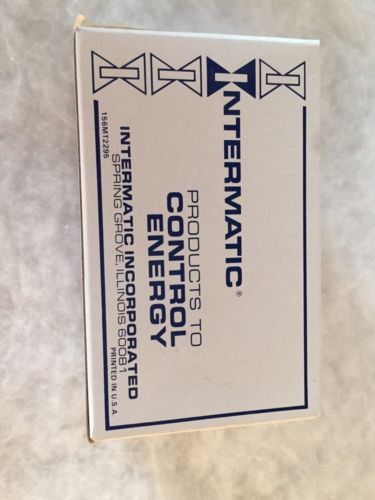 INTERMATIC®
PRODUCTS TO
CONTROL
ENERGY
INTERMATIC INCORPORATED
SPRING GROVE, ILLINOIS 60081
156MT2295
PRINTED IN U.S.A.